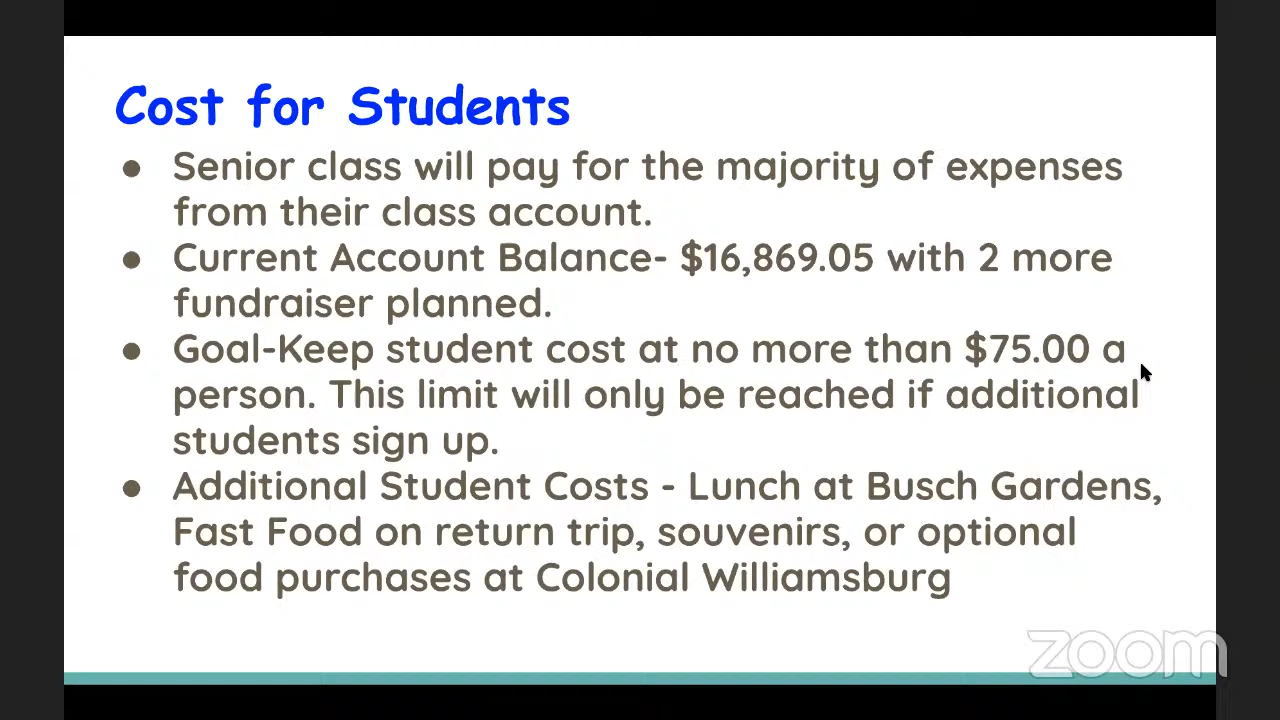 Cost for Students
● Senior class will pay for the majority of expenses
from their class account.
● Current Account Balance- $16,869.05 with 2 more
fundraiser planned.
● Goal-Keep student cost at no more than $75.00 a
person. This limit will only be reached if additional
students sign up.
● Additional Student Costs - Lunch at Busch Gardens,
Fast Food on return trip, souvenirs, or optional
food purchases at Colonial Williamsburg
zoom